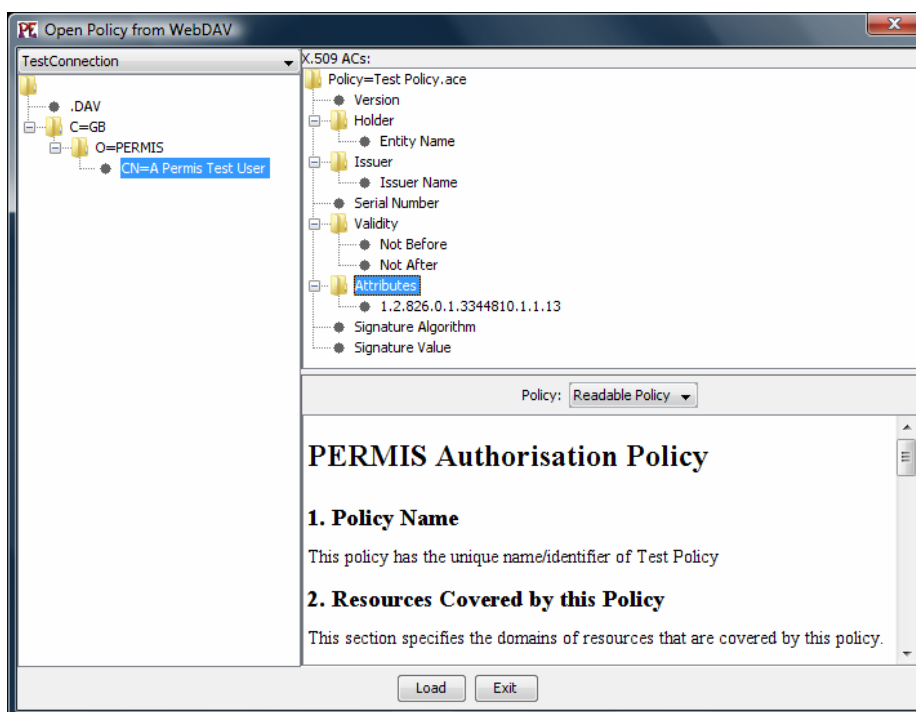 PE Open Policy from WebDAV
TestConnection
.DAV
C=GB
O=PERMIS
CN=A Permis Test User
X.509 ACs:
Policy=Test Policy.ace
Version
Holder
Entity Name
Issuer
Issuer Name
Serial Number
Validity
Not Before
Not After
Attributes
1.2.826.0.1.3344810.1.1.13
Signature Algorithm
Signature Value
Policy: Readable Policy
PERMIS Authorisation Policy
1. Policy Name
This policy has the unique name/identifier of Test Policy
2. Resources Covered by this Policy
This section specifies the domains of resources that are covered by this policy.
Load Exit